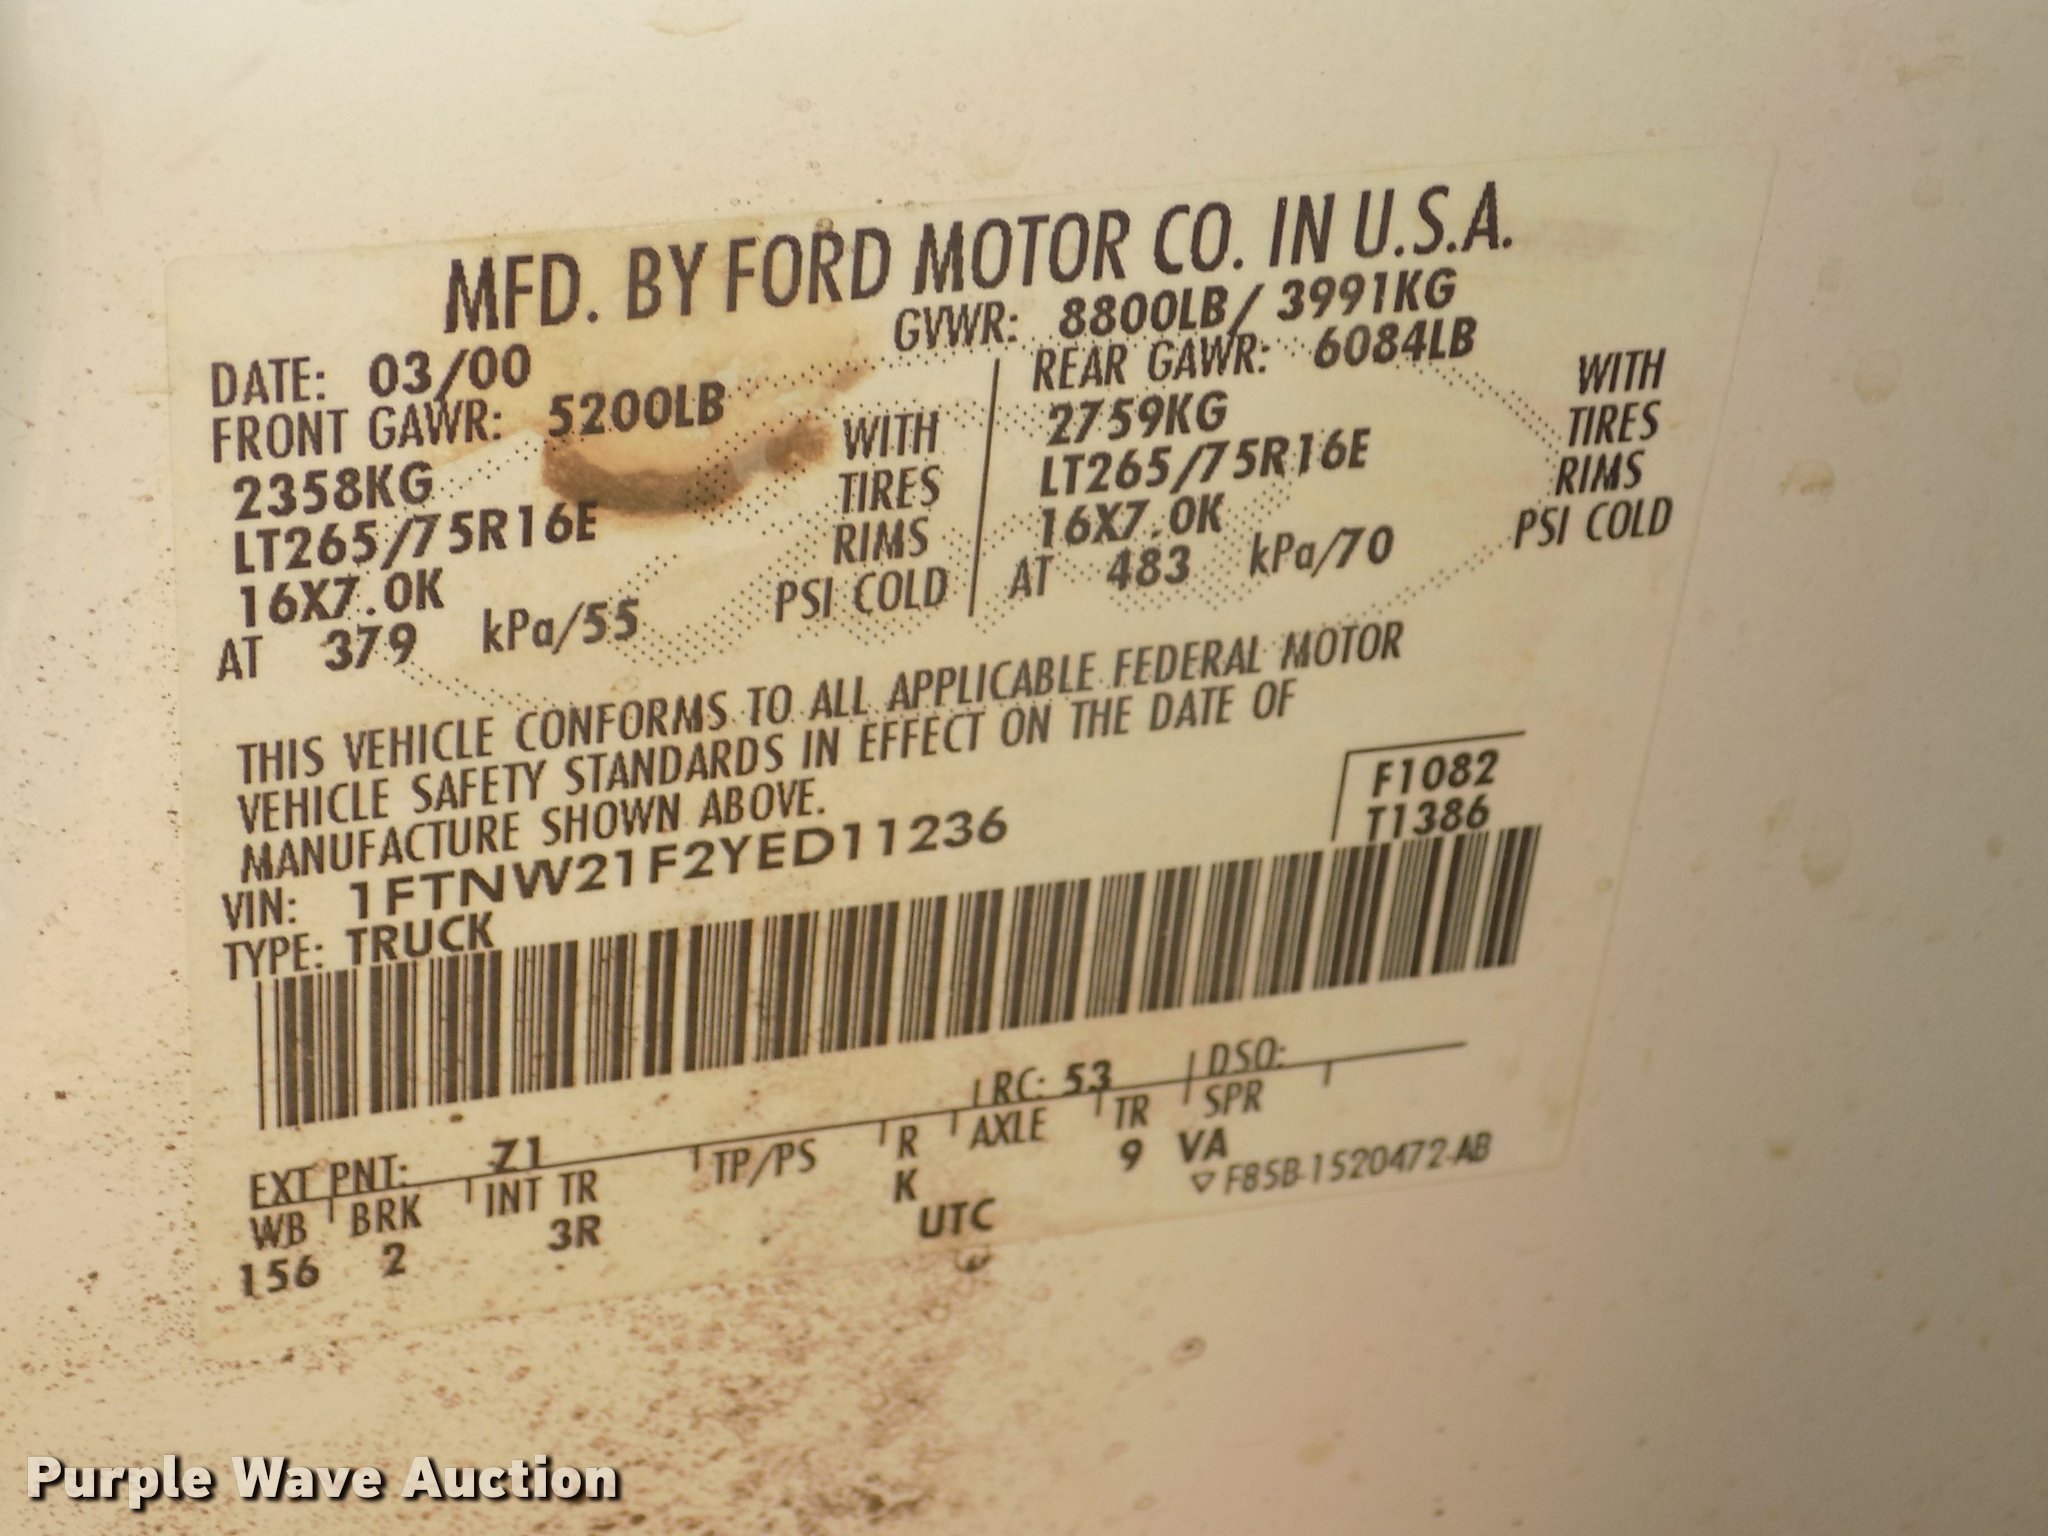 MFD. BY FORD MOTOR CO. IN U.S.A.
DATE: 03/00 GVWR: 8800LB/ 3991KG
FRONT GAWR: 5200LB REAR GAWR: 6084LB
2358KG WITH 2759KG WITH
LT265/75R16E TIRES LT265/75R16E TIRES
16X7.0K RIMS 16X7.0K RIMS
AT 379 kPa/55 PSI COLD AT 483 kPa/70 PSI COLD
THIS VEHICLE CONFORMS TO ALL APPLICABLE FEDERAL MOTOR
VEHICLE SAFETY STANDARDS IN EFFECT ON THE DATE OF
MANUFACTURE SHOWN ABOVE.
F1082
T1386
VIN: 1FTNW21F2YED11236
TYPE: TRUCK
EXT PNT: Z1 RC: 53 DSO:
WB BRK INT TR TP/PS R AXLE TR SPR
156 2 3R K 9 VA
UTC
F85B-1520472-AB
Purple Wave Auction